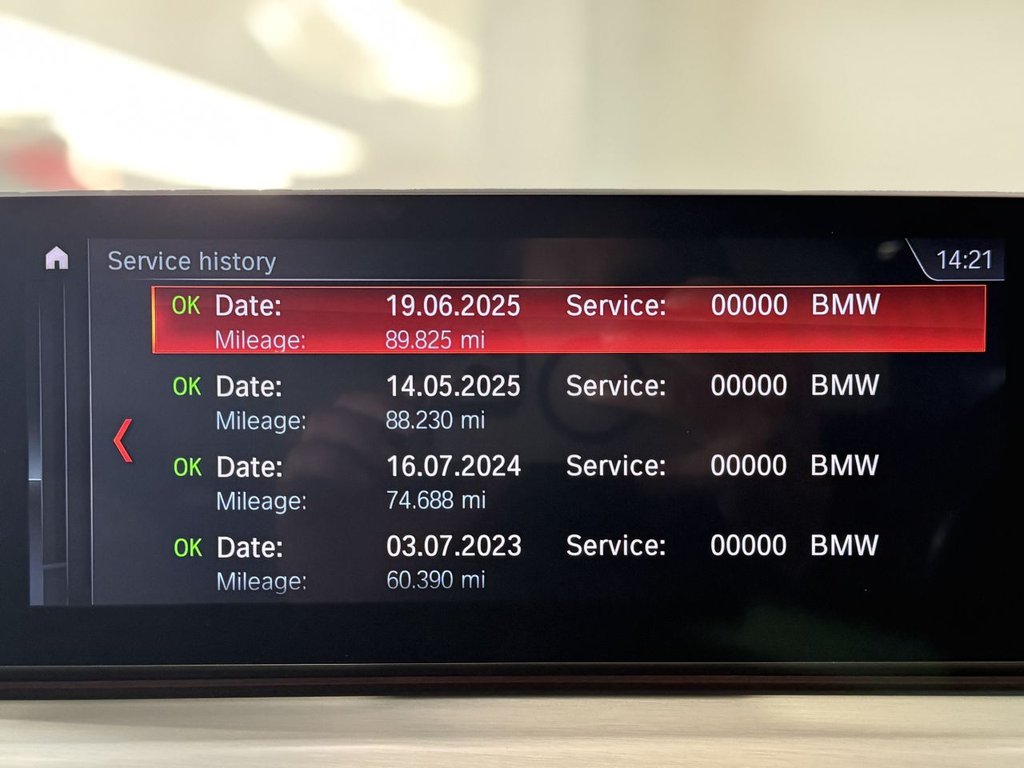 Service history 14:21
OK Date: 19.06.2025 Service: 00000 BMW
Mileage: 89.825 mi
OK Date: 14.05.2025 Service: 00000 BMW
Mileage: 88.230 mi
OK Date: 16.07.2024 Service: 00000 BMW
Mileage: 74.688 mi
OK Date: 03.07.2023 Service: 00000 BMW
Mileage: 60.390 mi